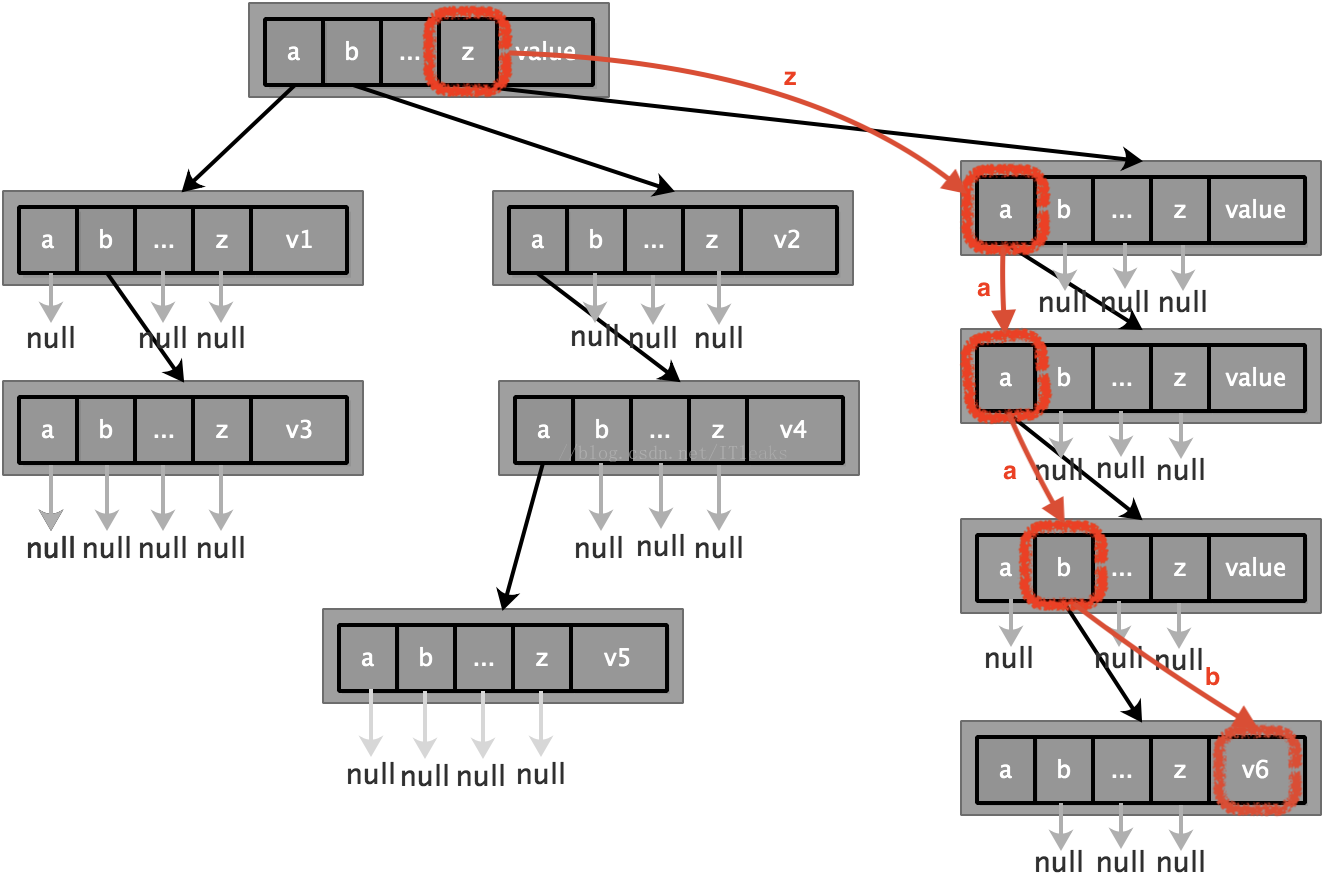 a b ... z value
z
a b ... z value
a b ... z v1
a b ... z v2
null null null
a
null null null
null null null
a b ... z value
a b ... z v3
a b ... z v4
//blog.csdn.net/ITleaks
null null null
a
null null null null
null null null
a b ... z value
null null null
b
a b ... z v5
null null null null
a b ... z v6
null null null